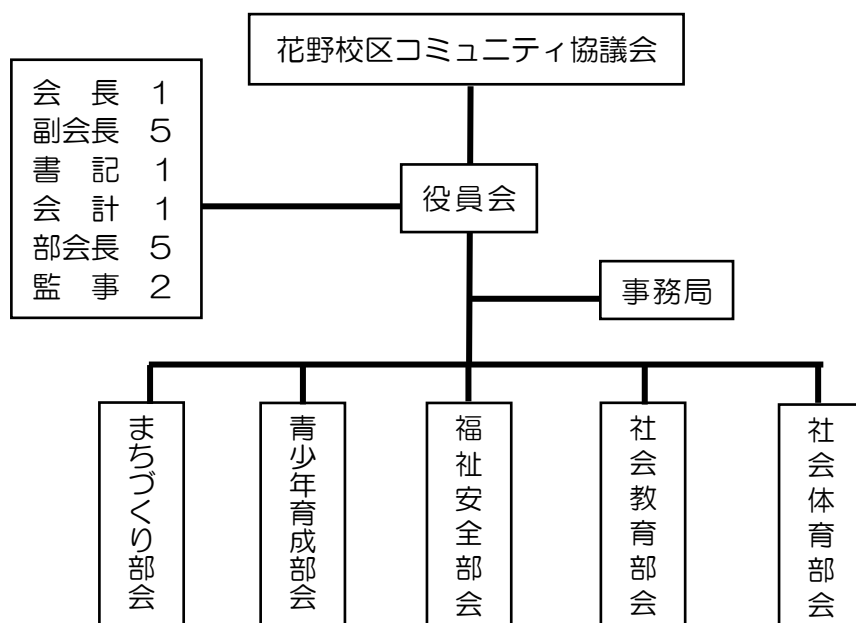 花野校区コミュニティ協議会
会　長　１
副会長　５
書　記　１
会　計　１
部会長　５
監　事　２
役員会
事務局
まちづくり部会
青少年育成部会
福祉安全部会
社会教育部会
社会体育部会